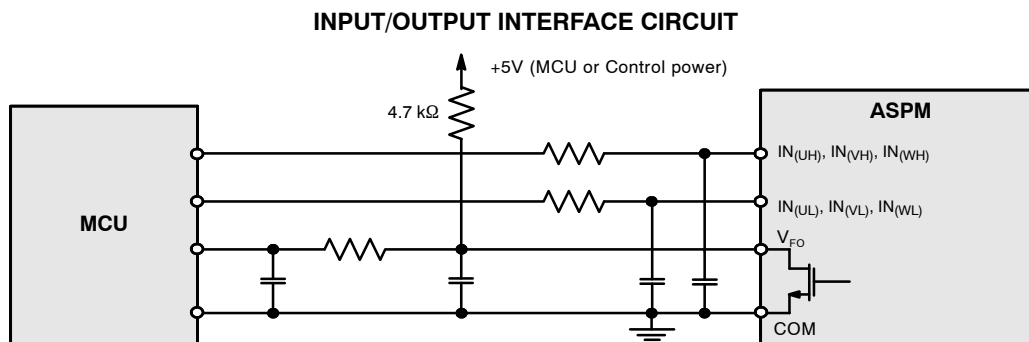 INPUT/OUTPUT INTERFACE CIRCUIT
+5V (MCU or Control power)
4.7 kΩ
ASPM
IN(UH), IN(VH), IN(WH)
MCU
IN(UL), IN(VL), IN(WL)
VFO
COM